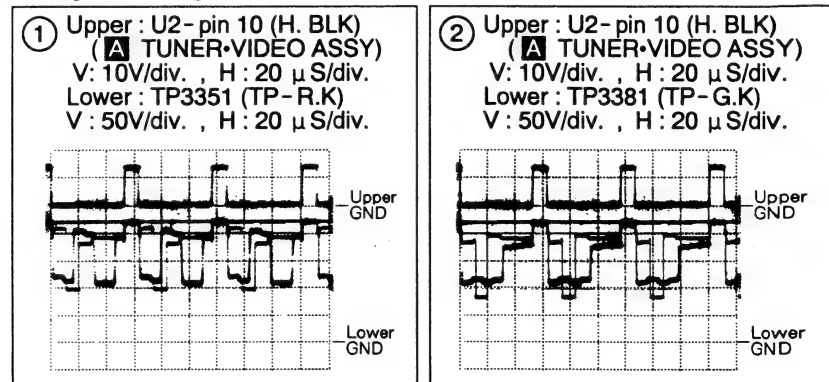 1 Upper : U2-pin 10 (H. BLK)
( A TUNER•VIDEO ASSY)
V: 10V/div. , H : 20 μS/div.
Lower : TP3351 (TP-R.K)
V : 50V/div. , H : 20 μS/div.
Upper
GND
Lower
GND
2 Upper : U2-pin 10 (H. BLK)
( A TUNER•VIDEO ASSY)
V: 10V/div. , H : 20 μS/div.
Lower : TP3381 (TP-G.K)
V : 50V/div. , H : 20 μS/div.
Upper
GND
Lower
GND